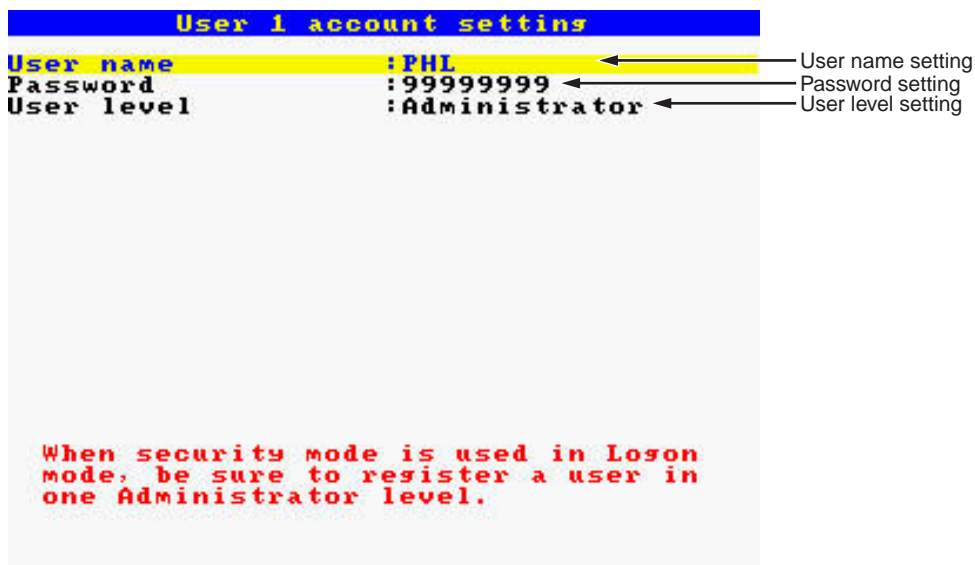 User 1 account setting
User name :PHL User name setting
Password :99999999 Password setting
User level :Administrator User level setting
When security mode is used in Logon
mode, be sure to register a user in
one Administrator level.